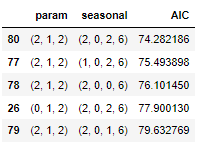 param seasonal AIC
80 (2, 1, 2) (2, 0, 2, 6) 74.282186
77 (2, 1, 2) (1, 0, 2, 6) 75.493898
78 (2, 1, 2) (2, 0, 0, 6) 76.101450
26 (0, 1, 2) (2, 0, 2, 6) 77.900130
79 (2, 1, 2) (2, 0, 1, 6) 79.632769